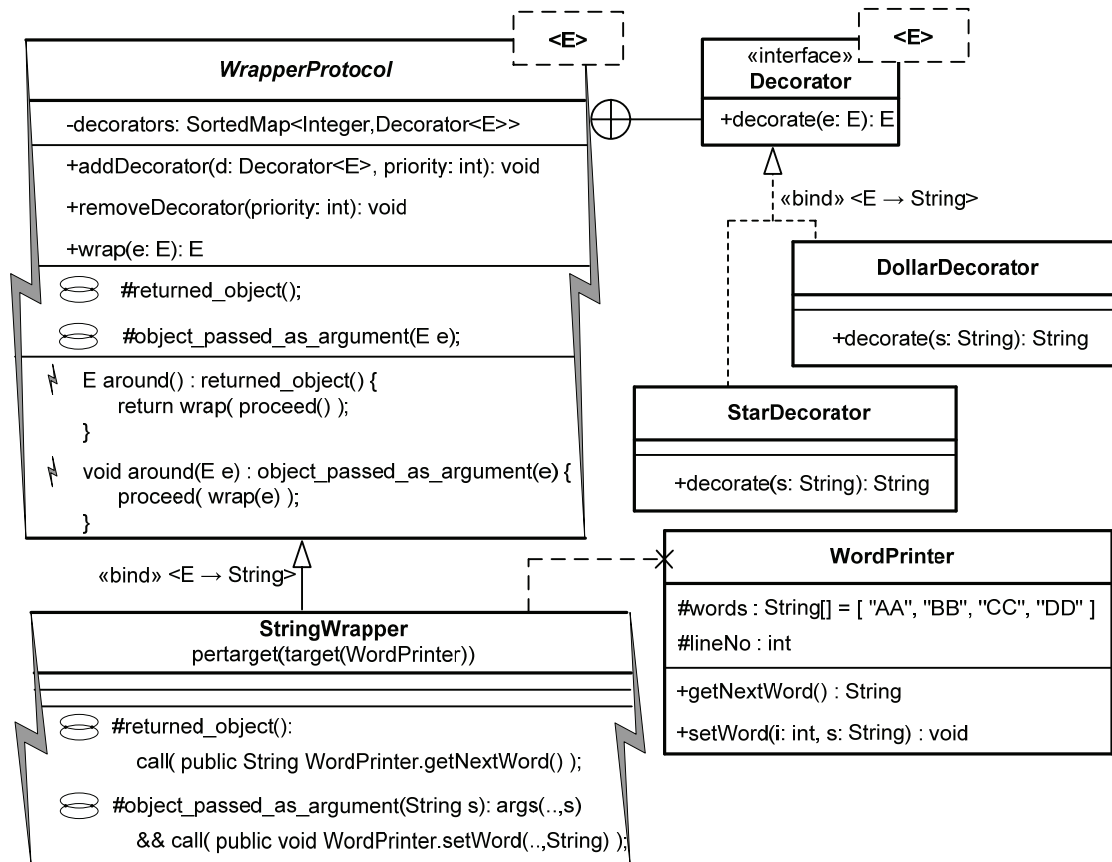 <E>
WrapperProtocol
-decorators: SortedMap<Integer,Decorator<E>>
+addDecorator(d: Decorator<E>, priority: int): void
+removeDecorator(priority: int): void
+wrap(e: E): E
#returned_object();
#object_passed_as_argument(E e);
E around() : returned_object() {
return wrap( proceed() );
}
void around(E e) : object_passed_as_argument(e) {
proceed( wrap(e) );
}
<E>
«interface»
Decorator
+decorate(e: E): E
«bind» <E → String>
DollarDecorator
+decorate(s: String): String
StarDecorator
+decorate(s: String): String
«bind» <E → String>
StringWrapper
pertarget(target(WordPrinter))
#returned_object():
call( public String WordPrinter.getNextWord() );
#object_passed_as_argument(String s): args(..,s)
&& call( public void WordPrinter.setWord(..,String) );
WordPrinter
#words : String[] = [ "AA", "BB", "CC", "DD" ]
#lineNo : int
+getNextWord() : String
+setWord(i: int, s: String) : void